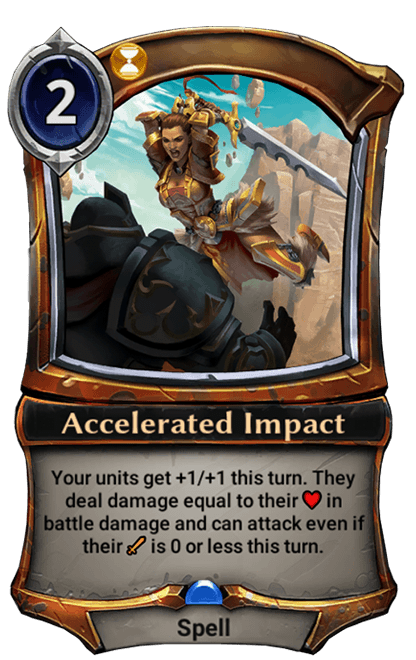 2
Accelerated Impact
Your units get +1/+1 this turn. They
deal damage equal to their in
battle damage and can attack even if
their is 0 or less this turn.
Spell